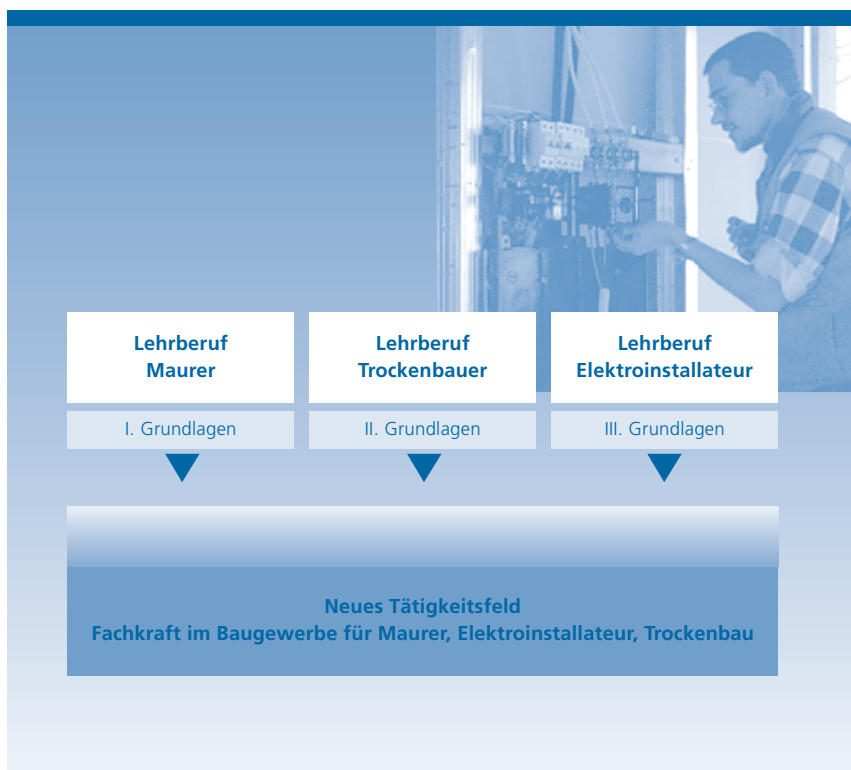 Lehrberuf
Maurer
Lehrberuf
Trockenbauer
Lehrberuf
Elektroinstallateur
I. Grundlagen
II. Grundlagen
III. Grundlagen
Neues Tätigkeitsfeld
Fachkraft im Baugewerbe für Maurer, Elektroinstallateur, Trockenbau